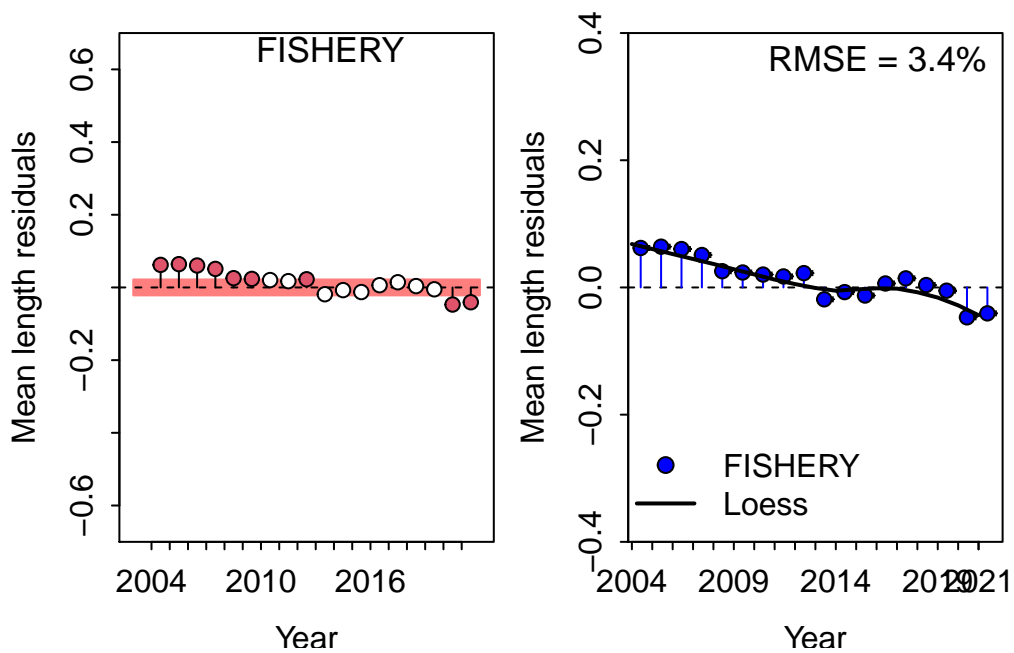 FISHERY
Mean length residuals
0.6
0.4
0.2
−0.2
−0.6
2004 2010 2016
Year
RMSE = 3.4%
Mean length residuals
0.4
0.2
0.0
−0.2
−0.4
FISHERY
Loess
2004 2009 2014 2019 2021
Year